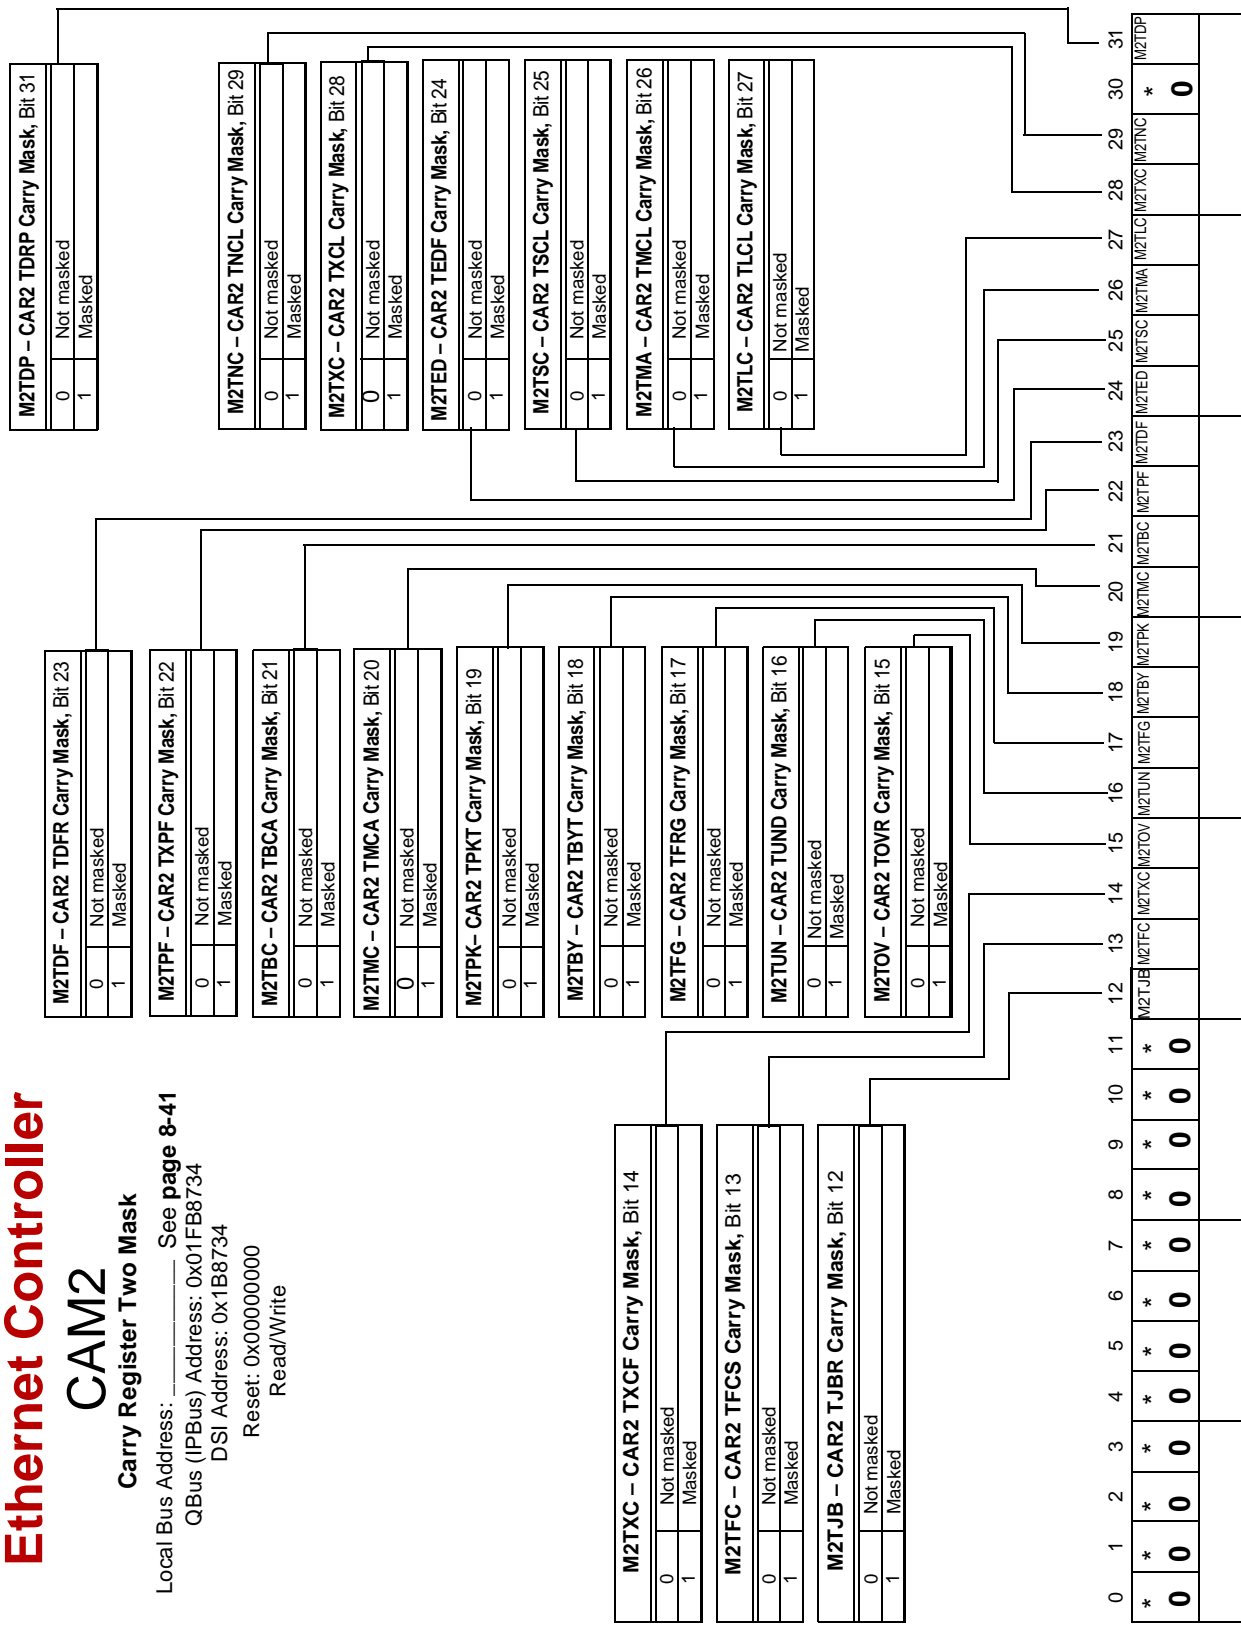 Ethernet Controller
CAM2
Carry Register Two Mask
Local Bus Address: ____________ See page 8-41
QBus (IPBus) Address: 0x01FB8734
DSI Address: 0x1B8734
Reset: 0x00000000
Read/Write
M2TDP – CAR2 TDRP Carry Mask, Bit 31
0 Not masked
1 Masked
M2TNC – CAR2 TNCL Carry Mask, Bit 29
0 Not masked
1 Masked
M2TXC – CAR2 TXCL Carry Mask, Bit 28
0 Not masked
1 Masked
M2TED – CAR2 TEDF Carry Mask, Bit 24
0 Not masked
1 Masked
M2TSC – CAR2 TSCL Carry Mask, Bit 25
0 Not masked
1 Masked
M2TMA – CAR2 TMCL Carry Mask, Bit 26
0 Not masked
1 Masked
M2TLC – CAR2 TLCL Carry Mask, Bit 27
0 Not masked
1 Masked
M2TDF – CAR2 TDFR Carry Mask, Bit 23
0 Not masked
1 Masked
M2TPF – CAR2 TXPF Carry Mask, Bit 22
0 Not masked
1 Masked
M2TBC – CAR2 TBCA Carry Mask, Bit 21
0 Not masked
1 Masked
M2TMC – CAR2 TMCA Carry Mask, Bit 20
0 Not masked
1 Masked
M2TPK– CAR2 TPKT Carry Mask, Bit 19
0 Not masked
1 Masked
M2TBY – CAR2 TBYT Carry Mask, Bit 18
0 Not masked
1 Masked
M2TFG – CAR2 TFRG Carry Mask, Bit 17
0 Not masked
1 Masked
M2TUN – CAR2 TUND Carry Mask, Bit 16
0 Not masked
1 Masked
M2TOV – CAR2 TOVR Carry Mask, Bit 15
0 Not masked
1 Masked
M2TXC – CAR2 TXCF Carry Mask, Bit 14
0 Not masked
1 Masked
M2TFC – CAR2 TFCS Carry Mask, Bit 13
0 Not masked
1 Masked
M2TJB – CAR2 TJBR Carry Mask, Bit 12
0 Not masked
1 Masked
0 1 2 3 4 5 6 7 8 9 10 11 12 13 14 15 16 17 18 19 20 21 22 23 24 25 26 27 28 29 30 31
* * * * * * * * * * * * M2TJB M2TFC M2TXC M2TOV M2TUN M2TFG M2TBY M2TPK M2TMC M2TBC M2TPF M2TDF M2TED M2TSC M2TMA M2TLC M2TXC M2TNC * M2TDP
0 0 0 0 0 0 0 0 0 0 0 0 0